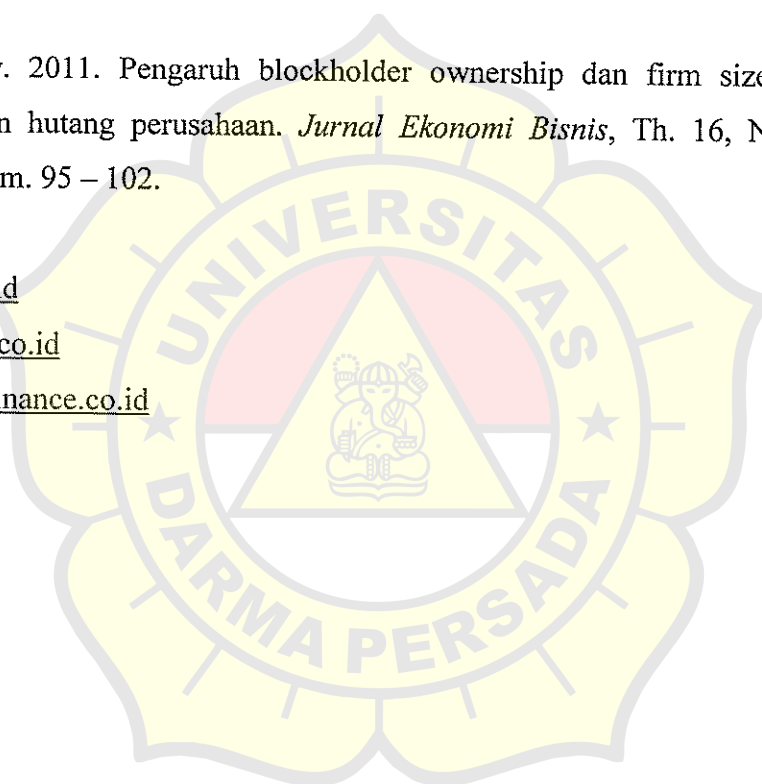 . 2011. Pengaruh blockholder ownership dan firm size
n hutang perusahaan. Jurnal Ekonomi Bisnis, Th. 16, N
m. 95 – 102.
UNIVERSITAS
d
co.id
nance.co.id
DARMA PERSADA